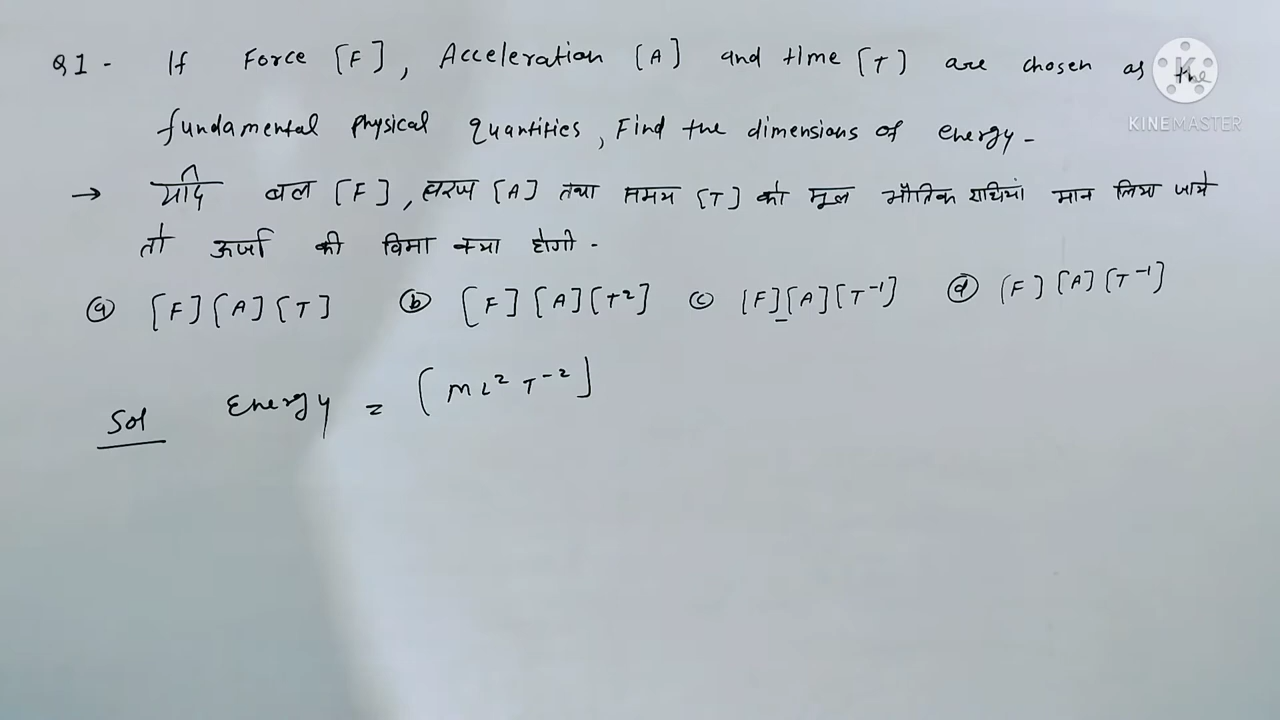 Q1 - If Force [F], Acceleration [A] and time [T] are chosen as the
KINEMASTER
fundamental physical quantities, Find the dimensions of energy -
→ यदि बल [F], त्वरण [A] तथा समय [T] को मूल भौतिक राशियां मान लिया जाये
तो ऊर्जा की विमा क्या होगी -
(a) [F][A][T] (b) [F][A][T²] (c) [F][A][T⁻¹] (d) [F][A][T⁻¹]
Sol Energy = [ML²T⁻²]